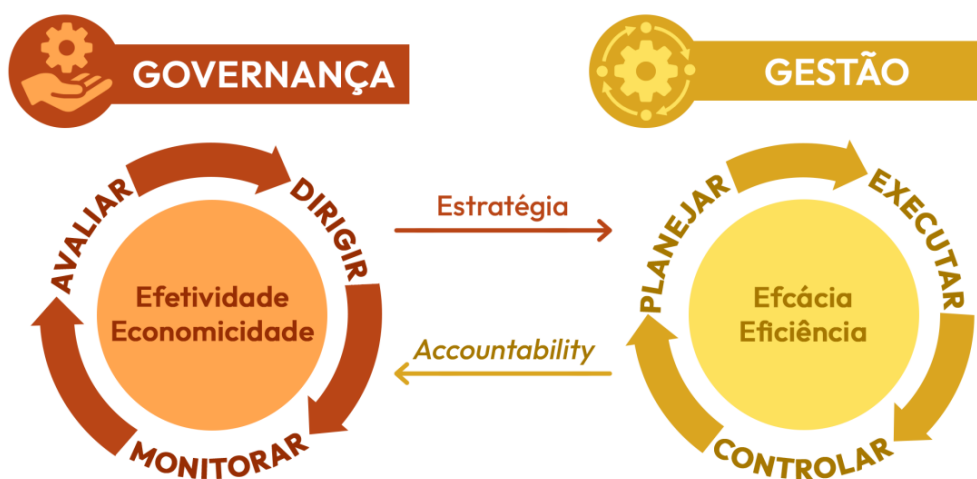 GOVERNANÇA
GESTÃO
AVALIAR
DIRIGIR
MONITORAR
Efetividade
Economicidade
Estratégia
Accountability
PLANEJAR
EXECUTAR
CONTROLAR
Efcácia
Eficiência